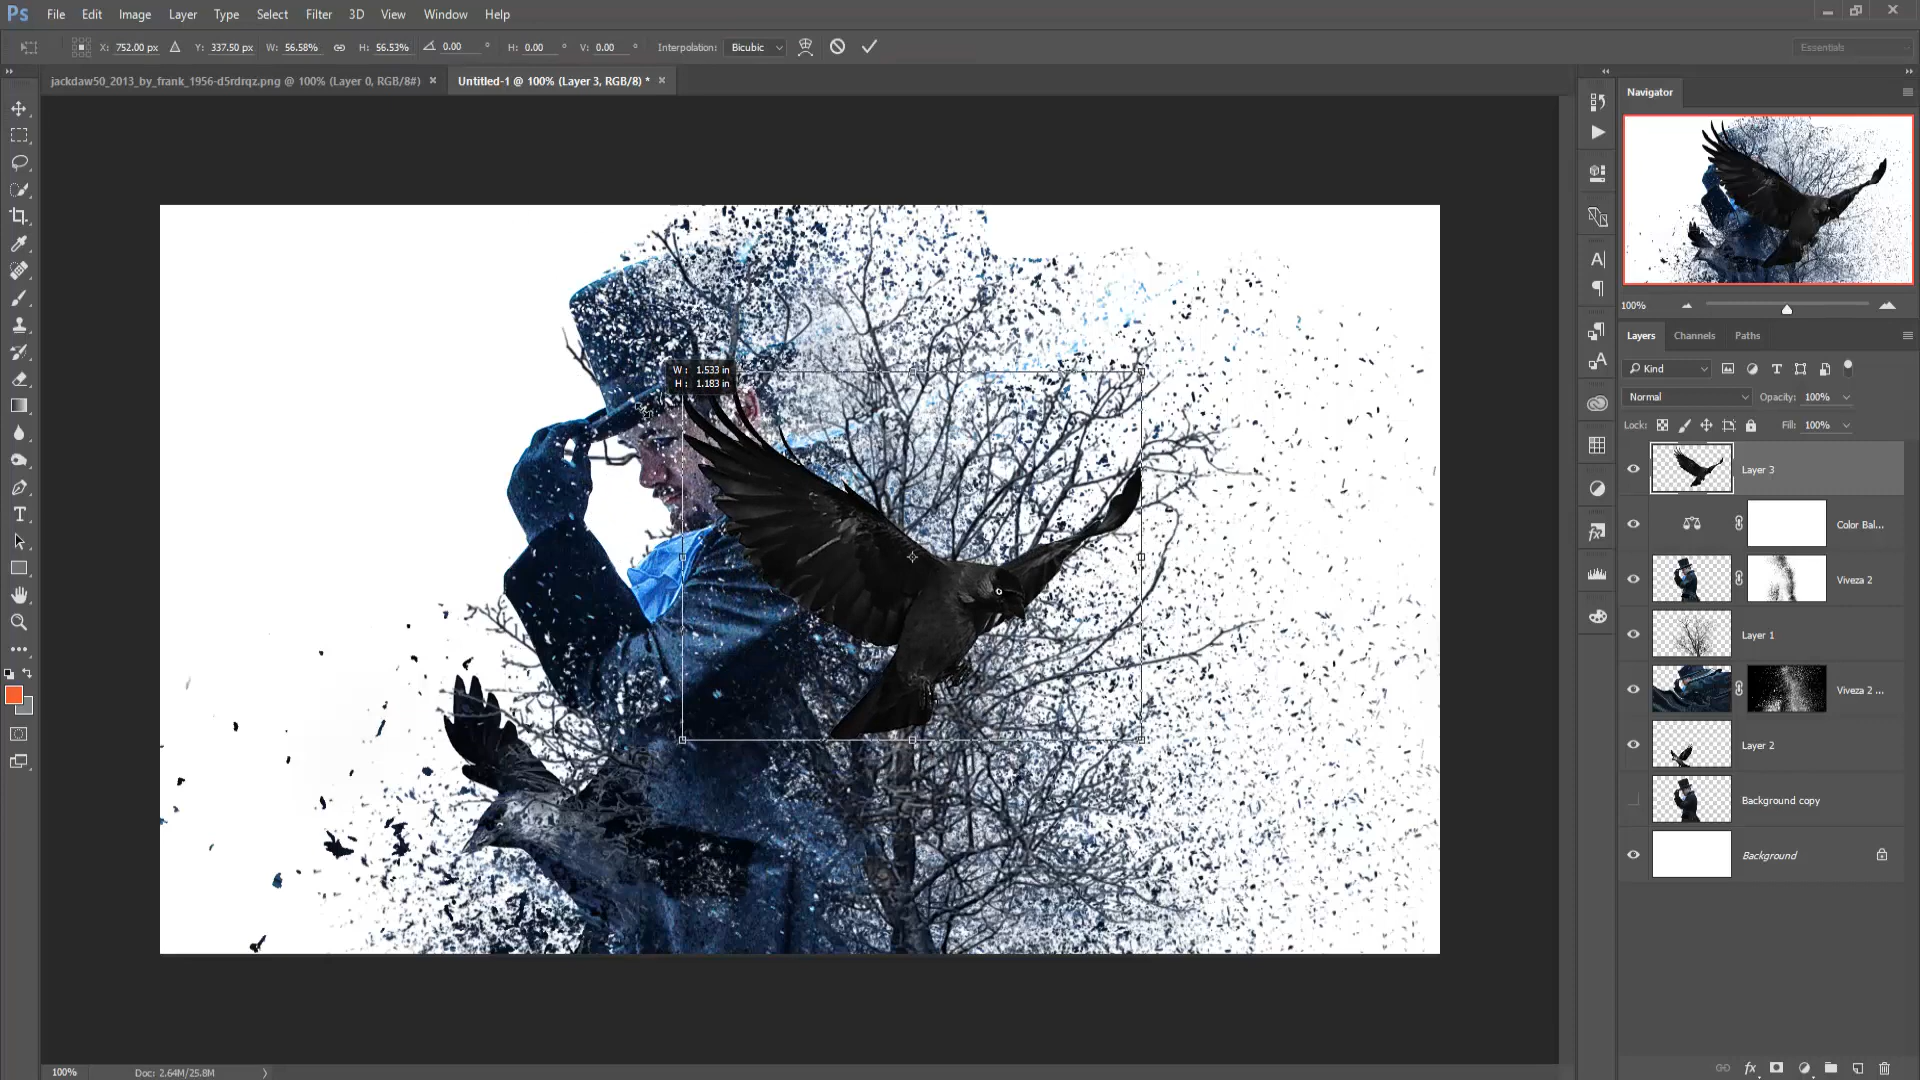 Ps File Edit Image Layer Type Select Filter 3D View Window Help
X: 752.00 px Y: 337.50 px W: 56.58% H: 56.53% 0.00 ° H: 0.00 ° V: 0.00 ° Interpolation: Bicubic Essentials
jackdaw50_2013_by_frank_1956-d5rdrqz.png @ 100% (Layer 0, RGB/8#) × Untitled-1 @ 100% (Layer 3, RGB/8) * ×
Navigator
100%
Layers Channels Paths
Kind
Normal Opacity: 100%
Lock: Fill: 100%
W: 1.533 in
H: 1.183 in
Layer 3
Color Bal...
Viveza 2
Layer 1
Viveza 2 ...
Layer 2
Background copy
Background
fx
100% Doc: 2.64M/25.8M